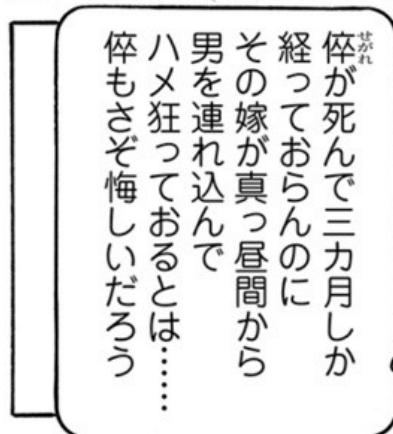 倅が死んで三カ月しか
経っておらんのに
その嫁が真っ昼間から
男を連れ込んで
ハメ狂っておるとは……
倅もさぞ悔しいだろう